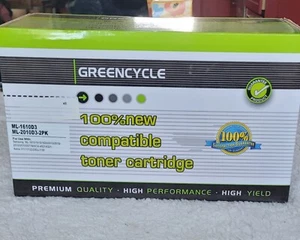 GREENCYCLE
ML-1610D3
ML-2010D3-2PK
100%new
compatible
toner cartridge
100%
PREMIUM QUALITY · HIGH PERFORMANCE · HIGH YIELD